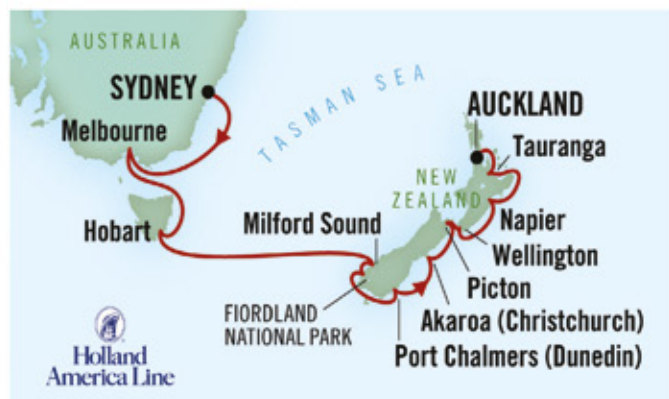 AUSTRALIA
SYDNEY
Melbourne
Hobart
TASMAN SEA
AUCKLAND
Tauranga
NEW
ZEALAND
Milford Sound
Napier
Wellington
Picton
FIORDLAND
NATIONAL PARK
Akaroa (Christchurch)
Port Chalmers (Dunedin)
Holland
America Line